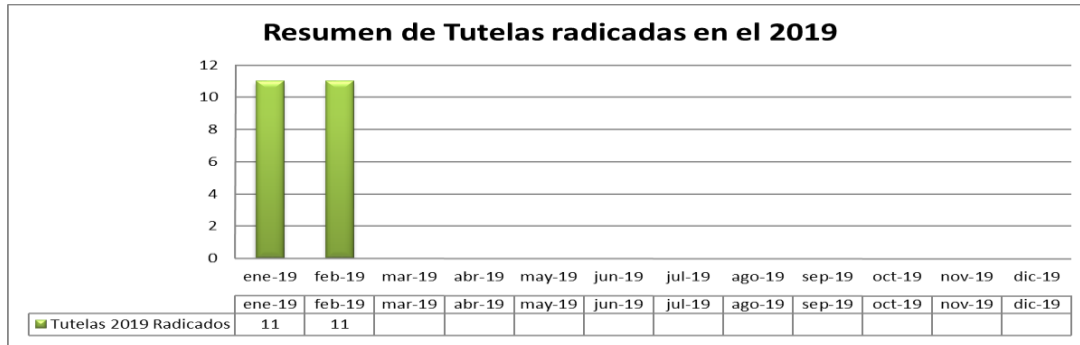 Resumen de Tutelas radicadas en el 2019
12
10
8
6
4
2
0
ene-19 feb-19 mar-19 abr-19 may-19 jun-19 jul-19 ago-19 sep-19 oct-19 nov-19 dic-19
ene-19 feb-19 mar-19 abr-19 may-19 jun-19 jul-19 ago-19 sep-19 oct-19 nov-19 dic-19
Tutelas 2019 Radicados 11 11